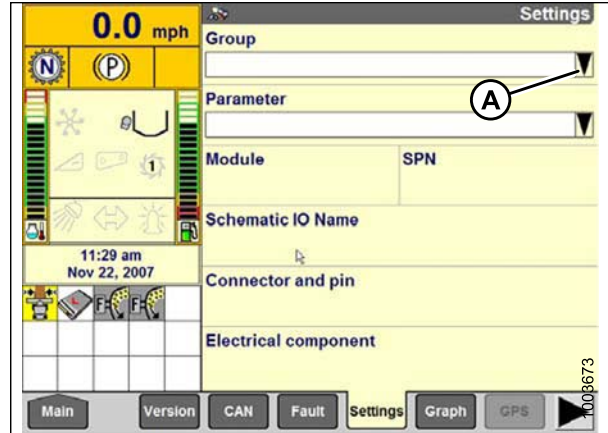 0.0 mph
Settings
Group
N
(P)
A
Parameter
Module
SPN
1
Schematic IO Name
11:29 am
Nov 22, 2007
Connector and pin
L
F
F
Electrical component
1003673
Main
Version
CAN
Fault
Settings
Graph
GPS